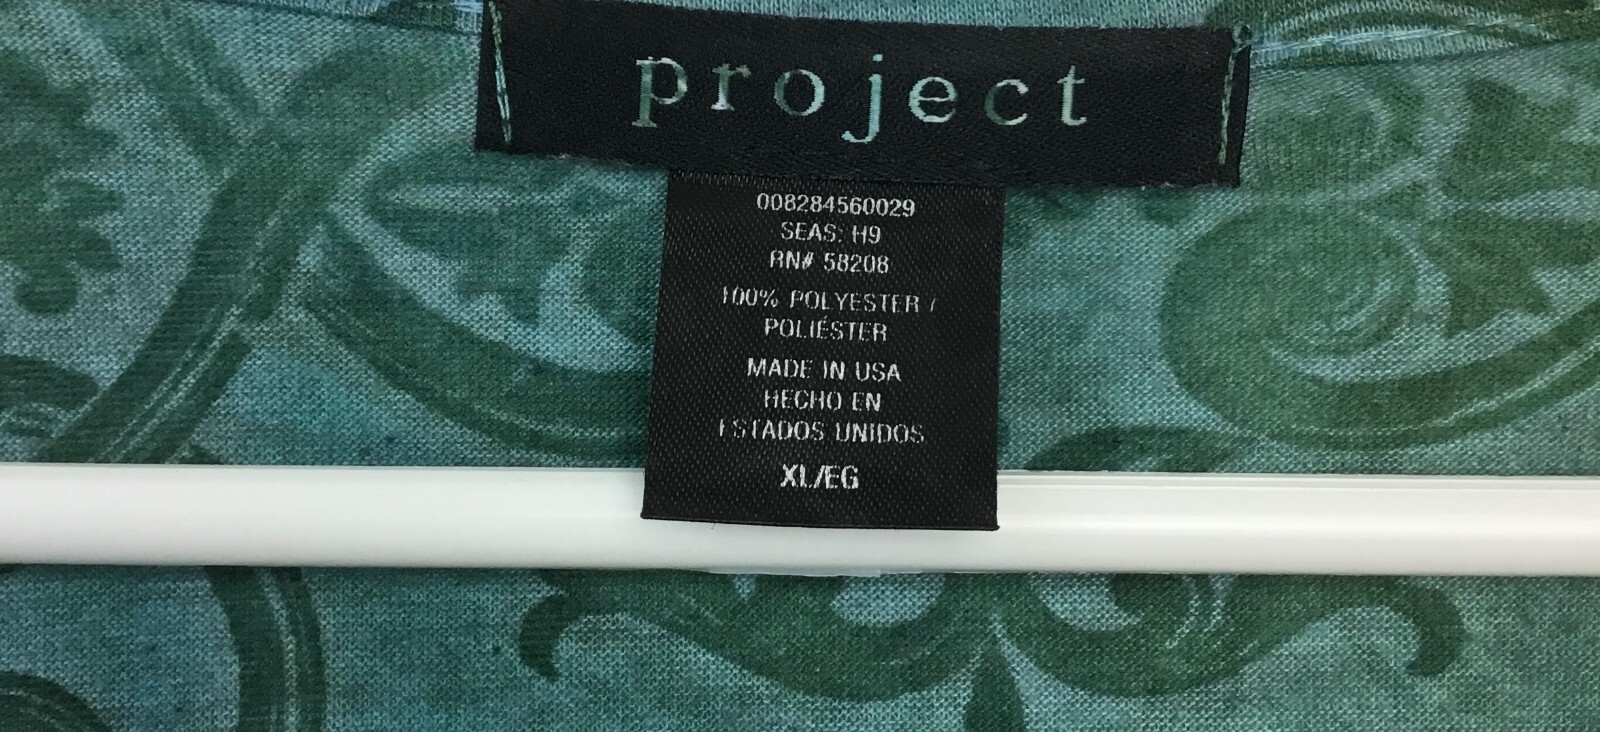 project
008284560029
SEAS: H9
RN# 58208
100% POLYESTER /
POLIÉSTER
MADE IN USA
HECHO EN
ESTADOS UNIDOS
XL/EG